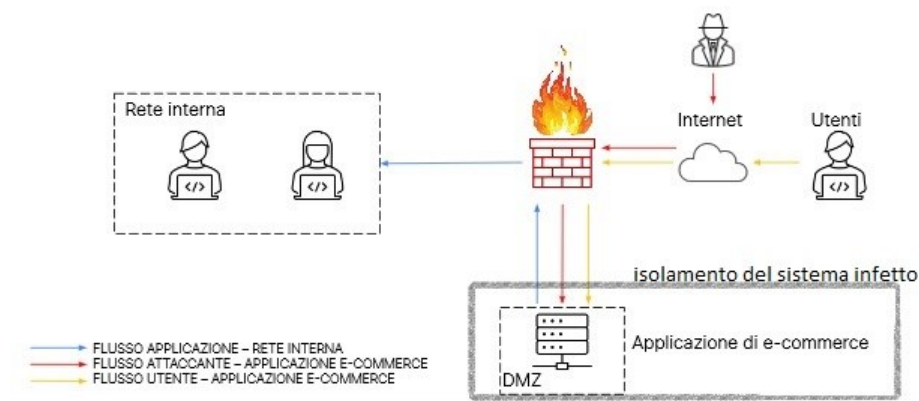 Rete interna
Internet
Utenti
isolamento del sistema infetto
Applicazione di e-commerce
DMZ
FLUSSO APPLICAZIONE – RETE INTERNA
FLUSSO ATTACCANTE – APPLICAZIONE E-COMMERCE
FLUSSO UTENTE – APPLICAZIONE E-COMMERCE